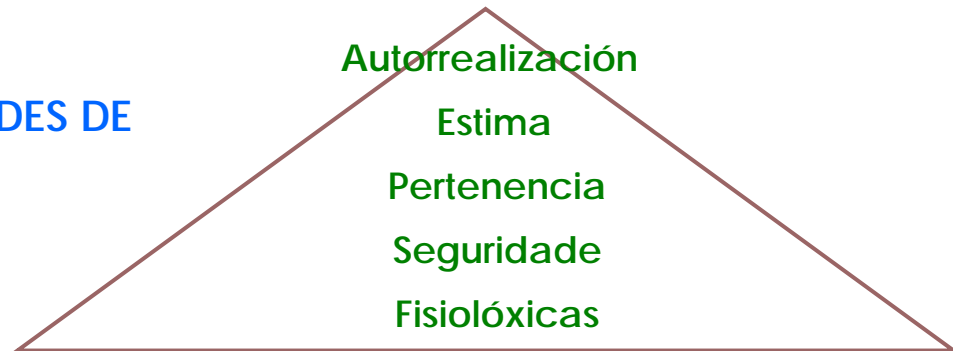 Autorrealización
DES DE
Estima
Pertenencia
Seguridade
Fisiolóxicas